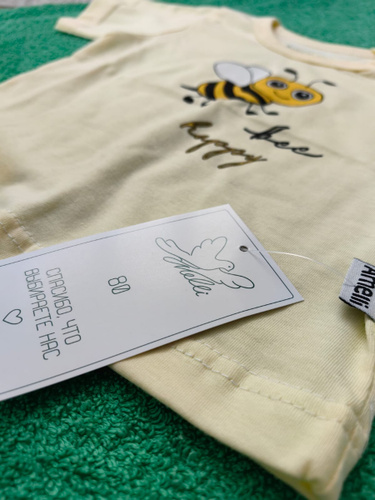 bee
happy
Amelli
80
СПАСИБО, ЧТО
ВЫБИРАЕТЕ НАС
Amelli